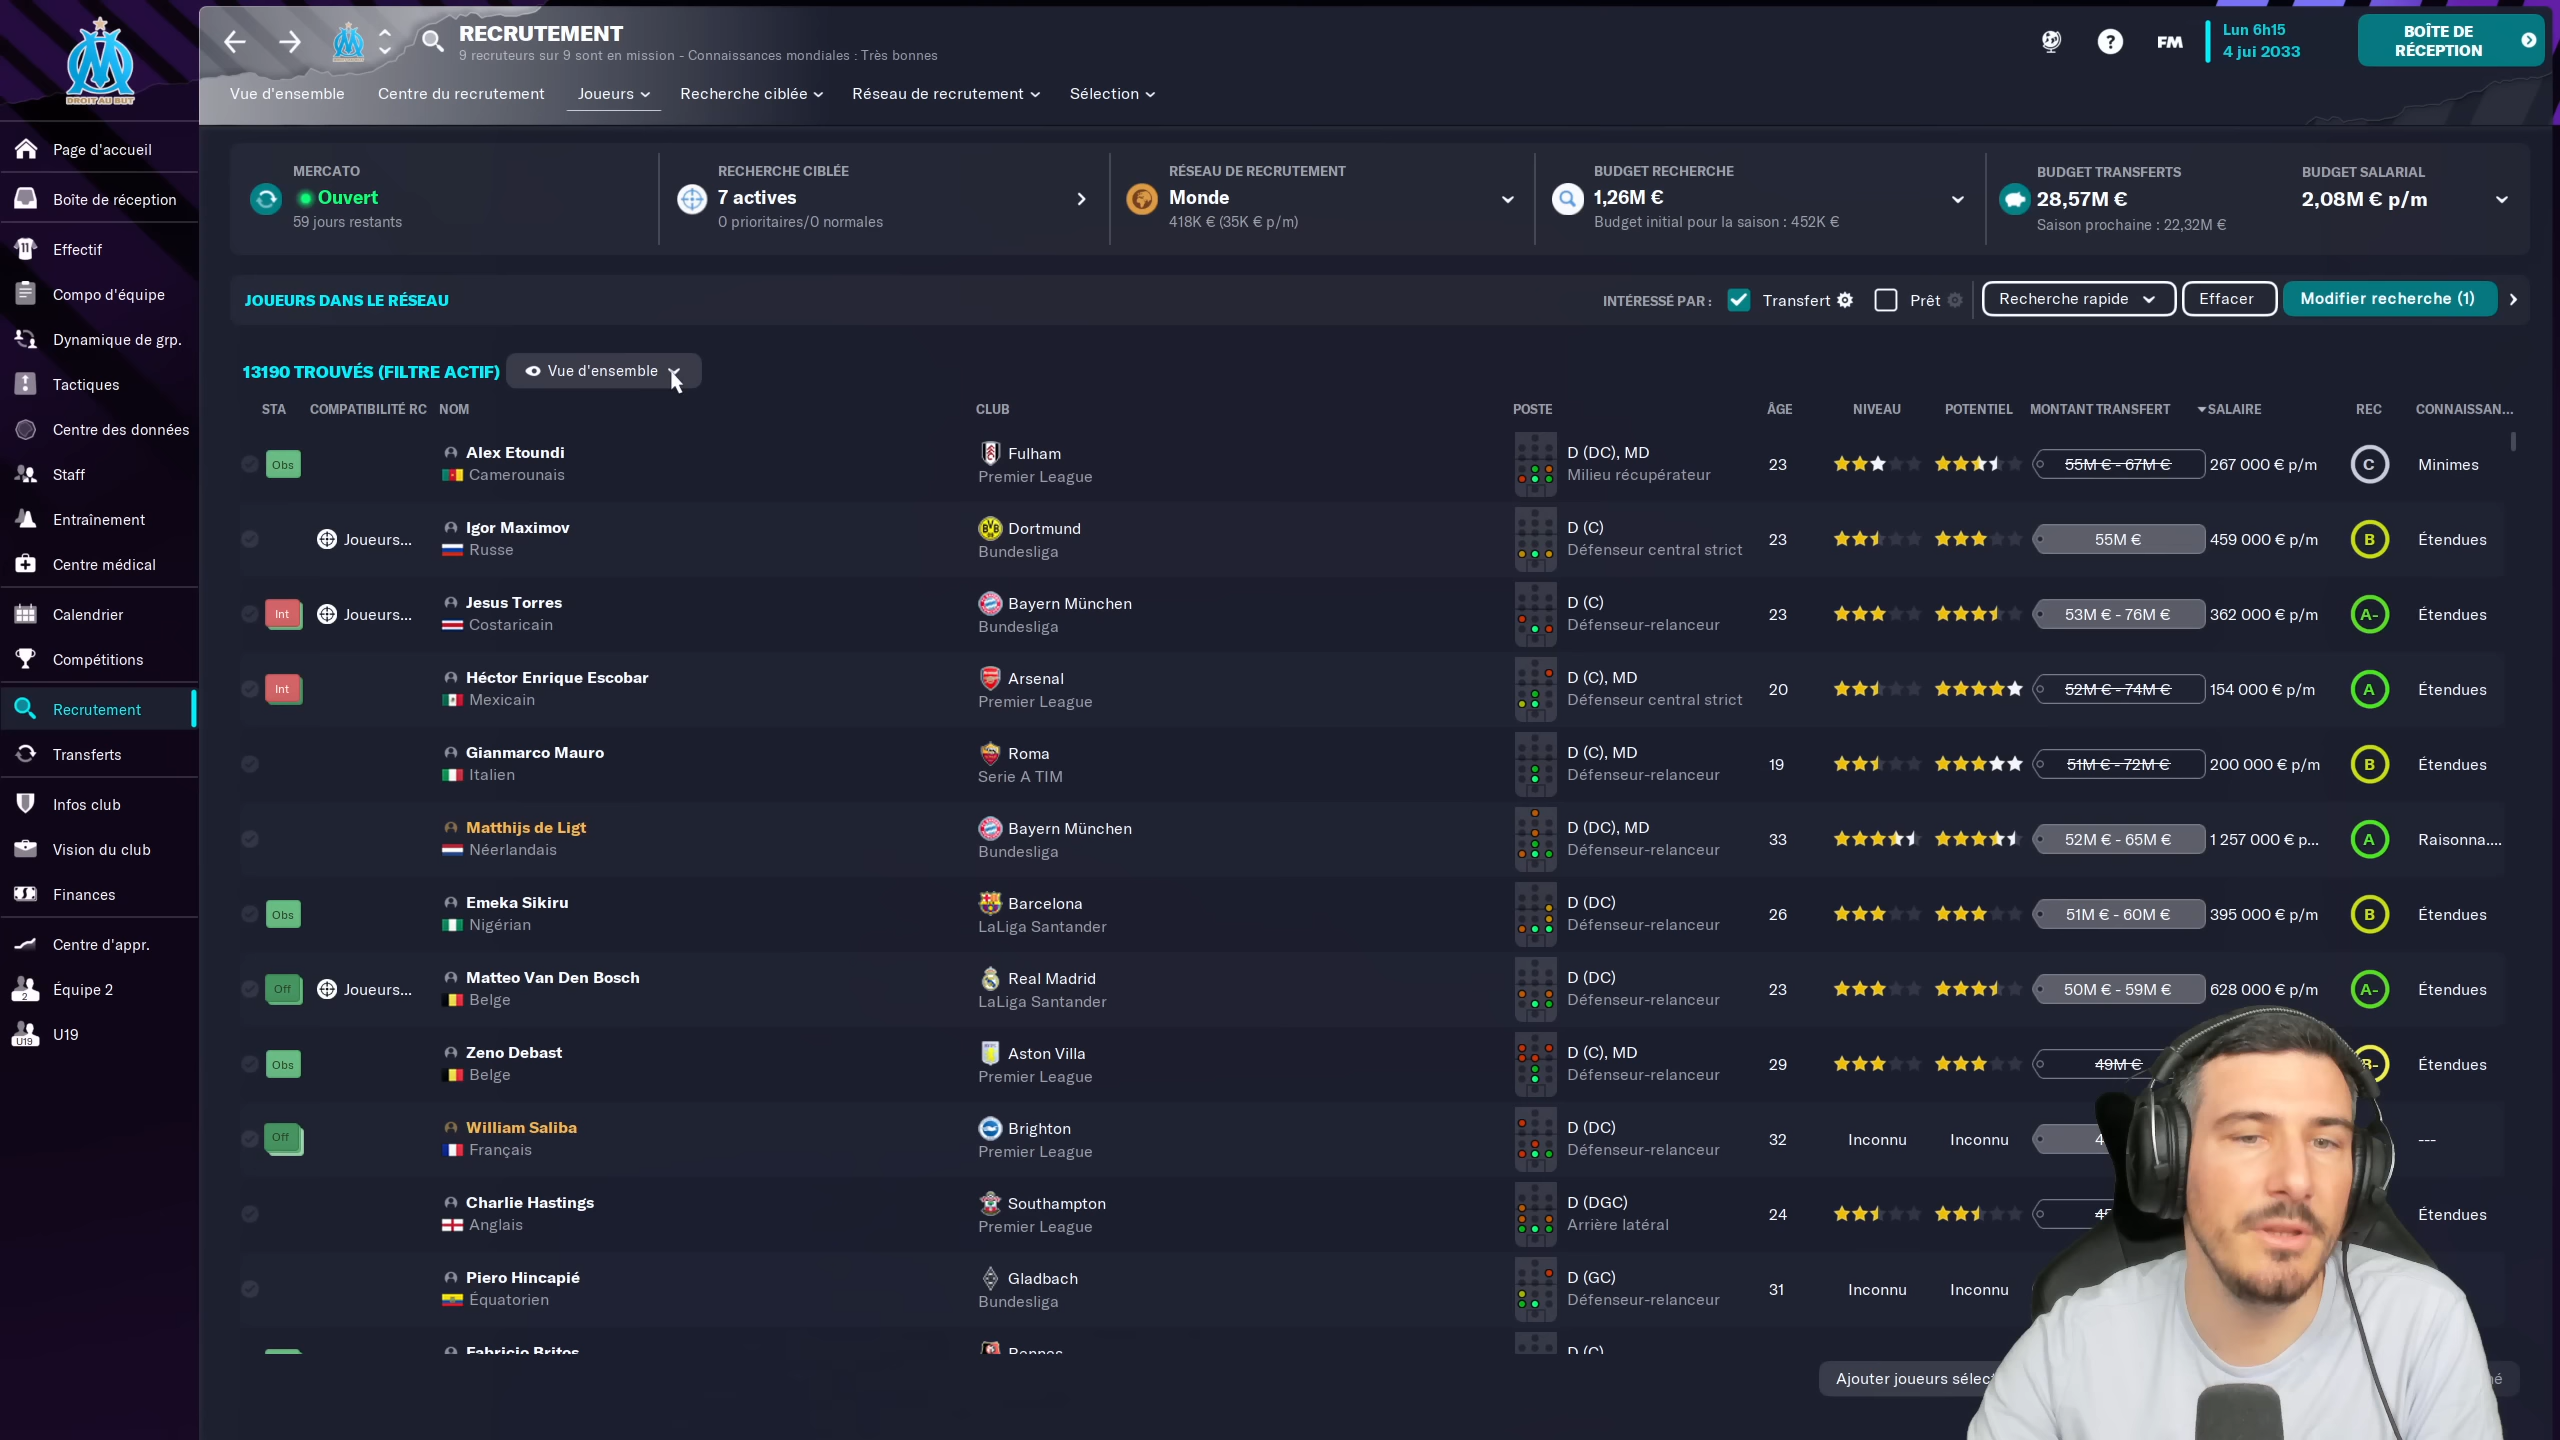 DROIT AU BUT
Page d'accueil
Boîte de réception
Effectif
Compo d'équipe
Dynamique de grp.
Tactiques
Centre des données
Staff
Entraînement
Centre médical
Calendrier
Compétitions
Recrutement
Transferts
Infos club
Vision du club
Finances
Centre d'appr.
2
Équipe 2
U19
U19
RECRUTEMENT
9 recruteurs sur 9 sont en mission - Connaissances mondiales : Très bonnes
? FM
Lun 6h15
4 jui 2033
BOÎTE DE
RÉCEPTION
Vue d'ensemble Centre du recrutement Joueurs Recherche ciblée Réseau de recrutement Sélection
MERCATO
Ouvert
59 jours restants
RECHERCHE CIBLÉE
7 actives
0 prioritaires/0 normales
RÉSEAU DE RECRUTEMENT
Monde
418K € (35K € p/m)
BUDGET RECHERCHE
1,26M €
Budget initial pour la saison : 452K €
BUDGET TRANSFERTS
28,57M €
Saison prochaine : 22,32M €
BUDGET SALARIAL
2,08M € p/m
JOUEURS DANS LE RÉSEAU
INTÉRESSÉ PAR : Transfert Prêt Recherche rapide Effacer Modifier recherche (1)
13190 TROUVÉS (FILTRE ACTIF) Vue d'ensemble
STA COMPATIBILITÉ RC NOM CLUB POSTE ÂGE NIVEAU POTENTIEL MONTANT TRANSFERT SALAIRE REC CONNAISSAN...
Obs Alex Etoundi Fulham D (DC), MD 23 55M € - 67M € 267 000 € p/m C Minimes
Camerounais Premier League Milieu récupérateur
Joueurs... Igor Maximov Dortmund D (C) 23 55M € 459 000 € p/m B Étendues
Russe Bundesliga Défenseur central strict
Int Joueurs... Jesus Torres Bayern München D (C) 23 53M € - 76M € 362 000 € p/m A- Étendues
Costaricain Bundesliga Défenseur-relanceur
Int Héctor Enrique Escobar Arsenal D (C), MD 20 52M € - 74M € 154 000 € p/m A Étendues
Mexicain Premier League Défenseur central strict
Gianmarco Mauro Roma D (C), MD 19 51M € - 72M € 200 000 € p/m B Étendues
Italien Serie A TIM Défenseur-relanceur
Matthijs de Ligt Bayern München D (DC), MD 33 52M € - 65M € 1 257 000 € p... A Raisonna....
Néerlandais Bundesliga Défenseur-relanceur
Obs Emeka Sikiru Barcelona D (DC) 26 51M € - 60M € 395 000 € p/m B Étendues
Nigérian LaLiga Santander Défenseur-relanceur
Off Joueurs... Matteo Van Den Bosch Real Madrid D (DC) 23 50M € - 59M € 628 000 € p/m A- Étendues
Belge LaLiga Santander Défenseur-relanceur
Obs Zeno Debast Aston Villa D (C), MD 29 49M € B- Étendues
Belge Premier League Défenseur-relanceur
Off William Saliba Brighton D (DC) 32 Inconnu Inconnu 4 ---
Français Premier League Défenseur-relanceur
Charlie Hastings Southampton D (DGC) 24 Étendues
Anglais Premier League Arrière latéral
Piero Hincapié Gladbach D (GC) 31 Inconnu Inconnu
Équatorien Bundesliga Défenseur-relanceur
Fabricio Britos Rennes D (C)
Ajouter joueurs sélect